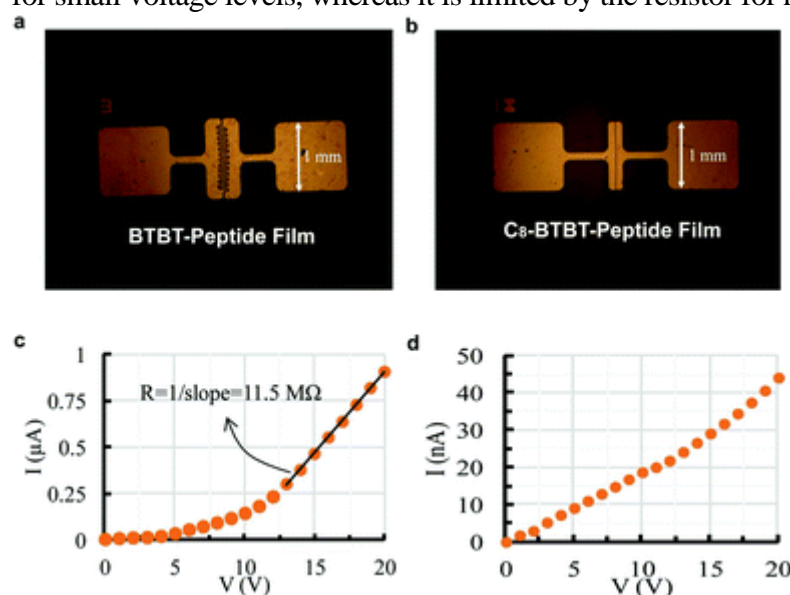 for small voltage levels, whereas it is limited by the resistor for
a
b
1 mm
1 mm
BTBT-Peptide Film
C8-BTBT-Peptide Film
c
d
1
0.75
0.5
0.25
0
I (µA)
R=1/slope=11.5 MΩ
0 5 10 15 20
V (V)
50
40
30
20
10
0
I (nA)
0 5 10 15 20
V (V)